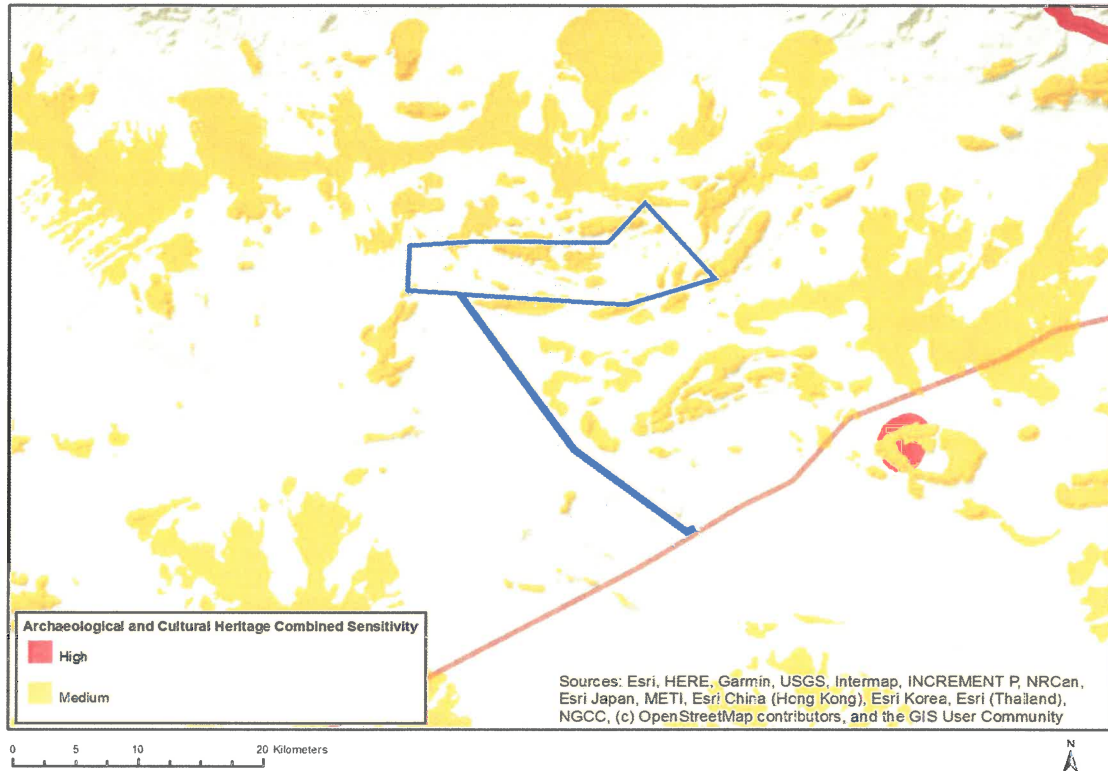 Archaeological and Cultural Heritage Combined Sensitivity
High
Medium
Sources: Esri, HERE, Garmin, USGS, Intermap, INCREMENT P, NRCan,
Esri Japan, METI, Esri China (Hong Kong), Esri Korea, Esri (Thailand),
NGCC, (c) OpenStreetMap contributors, and the GIS User Community
0 5 10 20 Kilometers
N